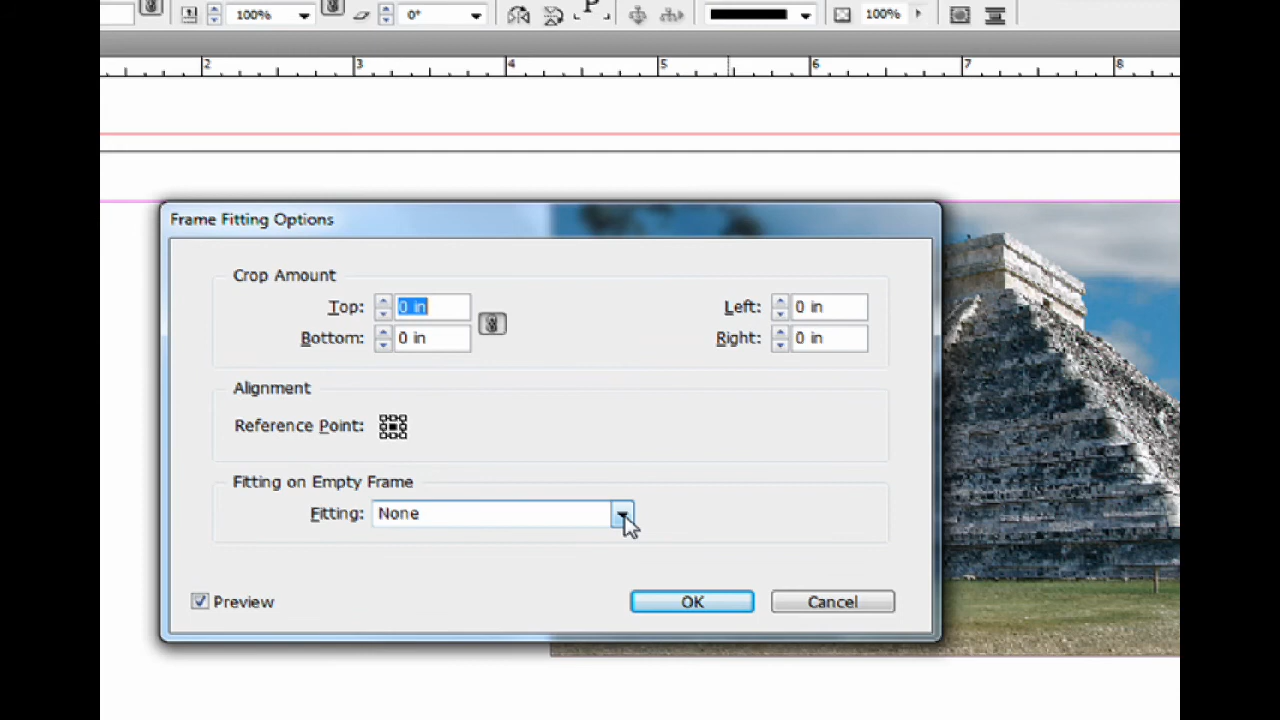 100% 0° P 100%
2 3 4 5 6 7 8
Frame Fitting Options
Crop Amount
Top: 0 in Left: 0 in
Bottom: 0 in Right: 0 in
Alignment
Reference Point:
Fitting on Empty Frame
Fitting: None
Preview OK Cancel